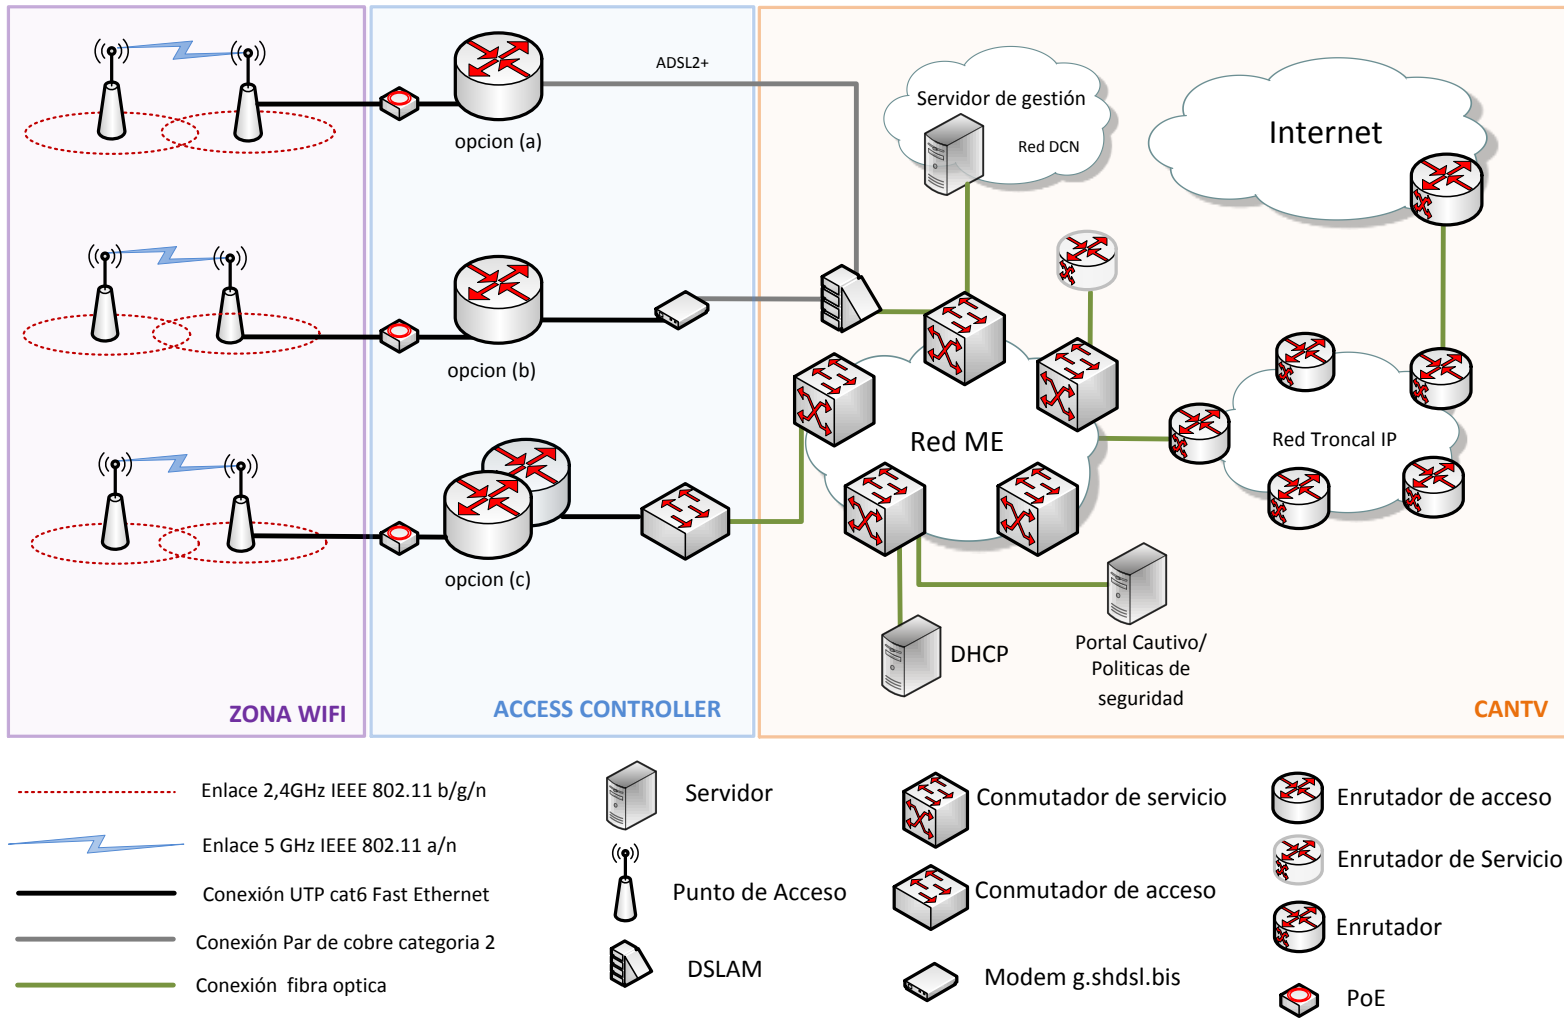 ADSL2+
Servidor de gestión
Red DCN
Internet
opcion (a)
opcion (b)
Red ME
Red Troncal IP
opcion (c)
DHCP
Portal Cautivo/
Politicas de
seguridad
ZONA WIFI
ACCESS CONTROLLER
CANTV
Enlace 2,4GHz IEEE 802.11 b/g/n
Enlace 5 GHz IEEE 802.11 a/n
Conexión UTP cat6 Fast Ethernet
Conexión Par de cobre categoria 2
Conexión fibra optica
Servidor
Punto de Acceso
DSLAM
Conmutador de servicio
Conmutador de acceso
Modem g.shdsl.bis
Enrutador de acceso
Enrutador de Servicio
Enrutador
PoE